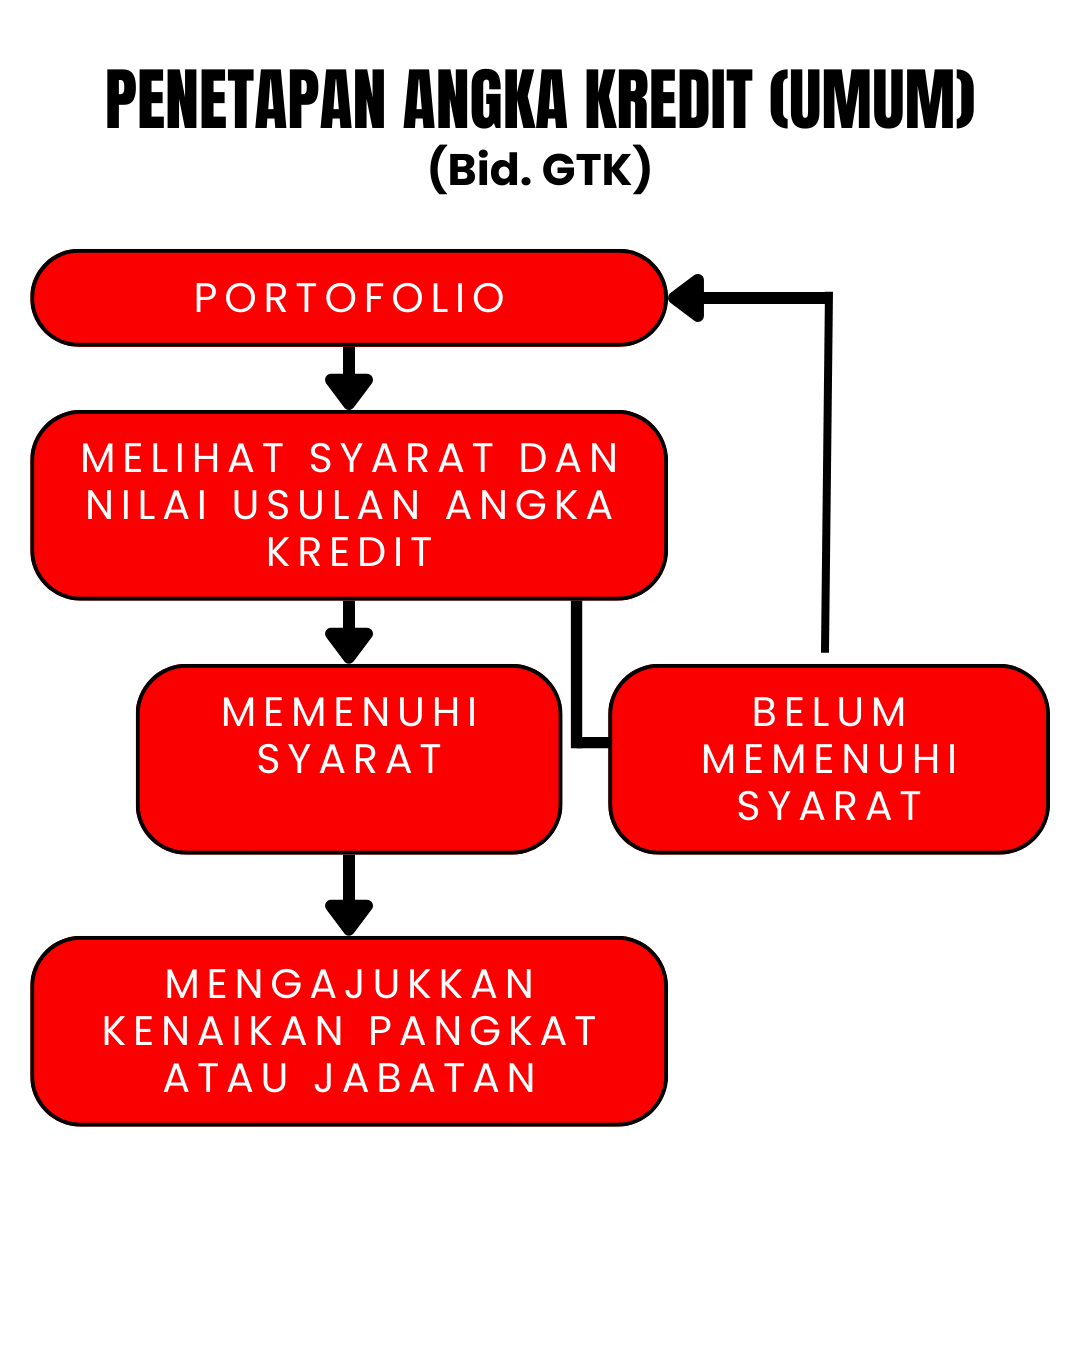 PENETAPAN ANGKA KREDIT (UMUM)
(Bid. GTK)
PORTOFOLIO
MELIHAT SYARAT DAN
NILAI USULAN ANGKA
KREDIT
MEMENUHI
SYARAT
BELUM
MEMENUHI
SYARAT
MENGAJUKKAN
KENAIKAN PANGKAT
ATAU JABATAN